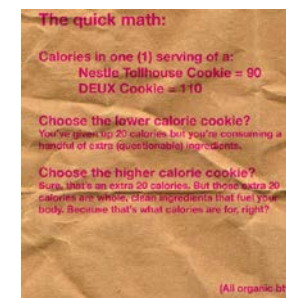 The quick math:
Calories in one (1) serving of a:
Nestle Tollhouse Cookie = 90
DEUX Cookie = 110
Choose the lower calorie cookie?
You've given up 20 calories but you're consuming a
handful of extra (questionable) ingredients.
Choose the higher calorie cookie?
Sure, that's an extra 20 calories. But those extra 20
calories are whole, clean ingredients that fuel your
body. Because that's what calories are for, right?
(All organic bt